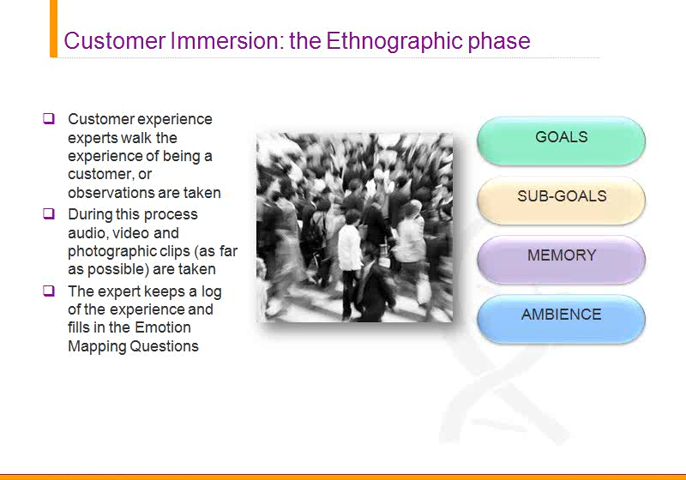 Customer Immersion: the Ethnographic phase
Customer experience
experts walk the
experience of being a
customer, or
observations are taken
During this process
audio, video and
photographic clips (as far
as possible) are taken
The expert keeps a log
of the experience and
fills in the Emotion
Mapping Questions
GOALS
SUB-GOALS
MEMORY
AMBIENCE